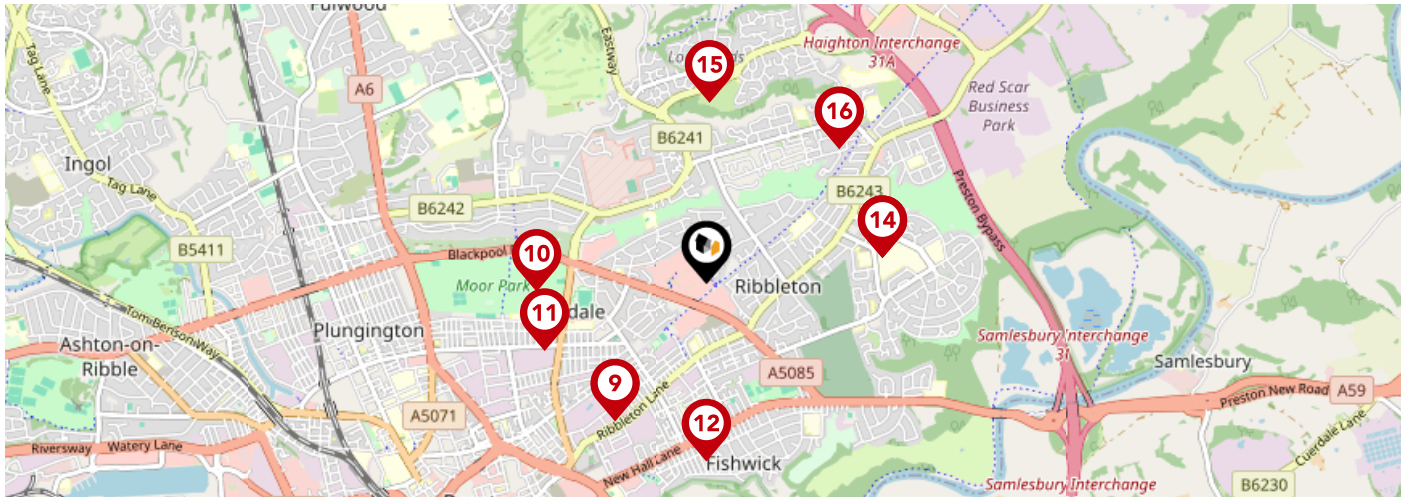 Fulwood
Tag Lane
A6
Eastway
15
Haighton Interchange
31A
Red Scar
Business
Park
16
B6241
Ingol
Tag Lane
B6242
B6243
14
Preston Bypass
B5411
Blackpool
10
Moor Park
Ribbleton
11
dale
Plungington
Tom Benson Way
Ashton-on-
Ribble
Samlesbury Interchange
31
Samlesbury
A5085
9
Ribbleton Lane
Preston New Road
A59
A5071
12
Cuerdale Lane
Riversway
Watery Lane
New Hall Lane
Fishwick
B6230
Samlesbury Interchange